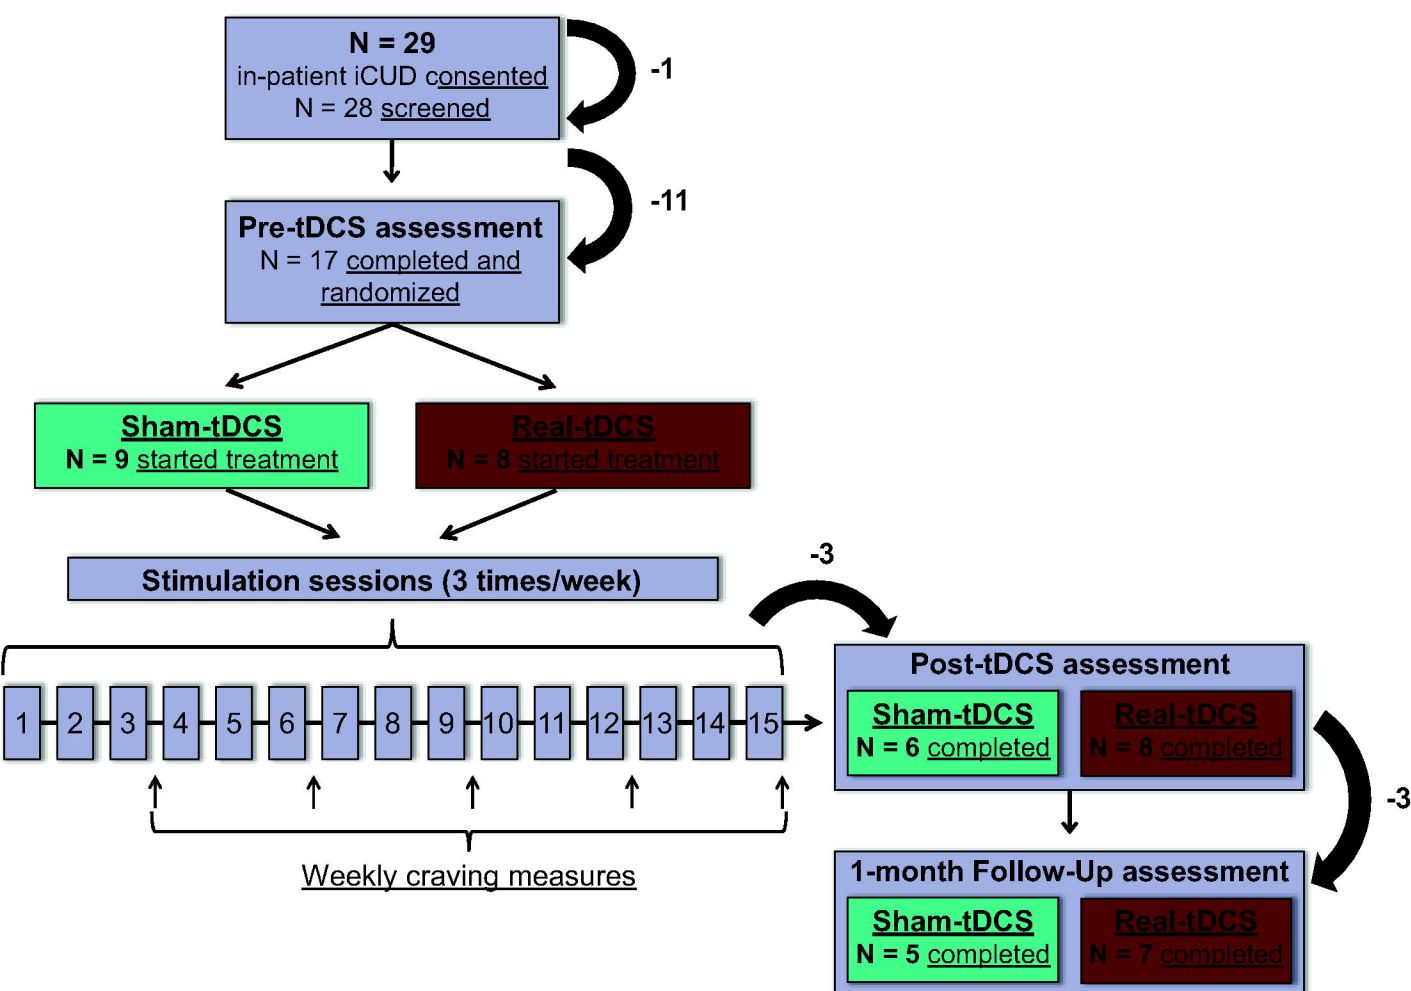 N = 29
in-patient iCUD consented
N = 28 screened
-1
-11
Pre-tDCS assessment
N = 17 completed and
randomized
Sham-tDCS
N = 9 started treatment
Real-tDCS
N = 8 started treatment
Stimulation sessions (3 times/week)
-3
1 2 3 4 5 6 7 8 9 10 11 12 13 14 15
Weekly craving measures
Post-tDCS assessment
Sham-tDCS
N = 6 completed
Real-tDCS
N = 8 completed
-3
1-month Follow-Up assessment
Sham-tDCS
N = 5 completed
Real-tDCS
N = 7 completed